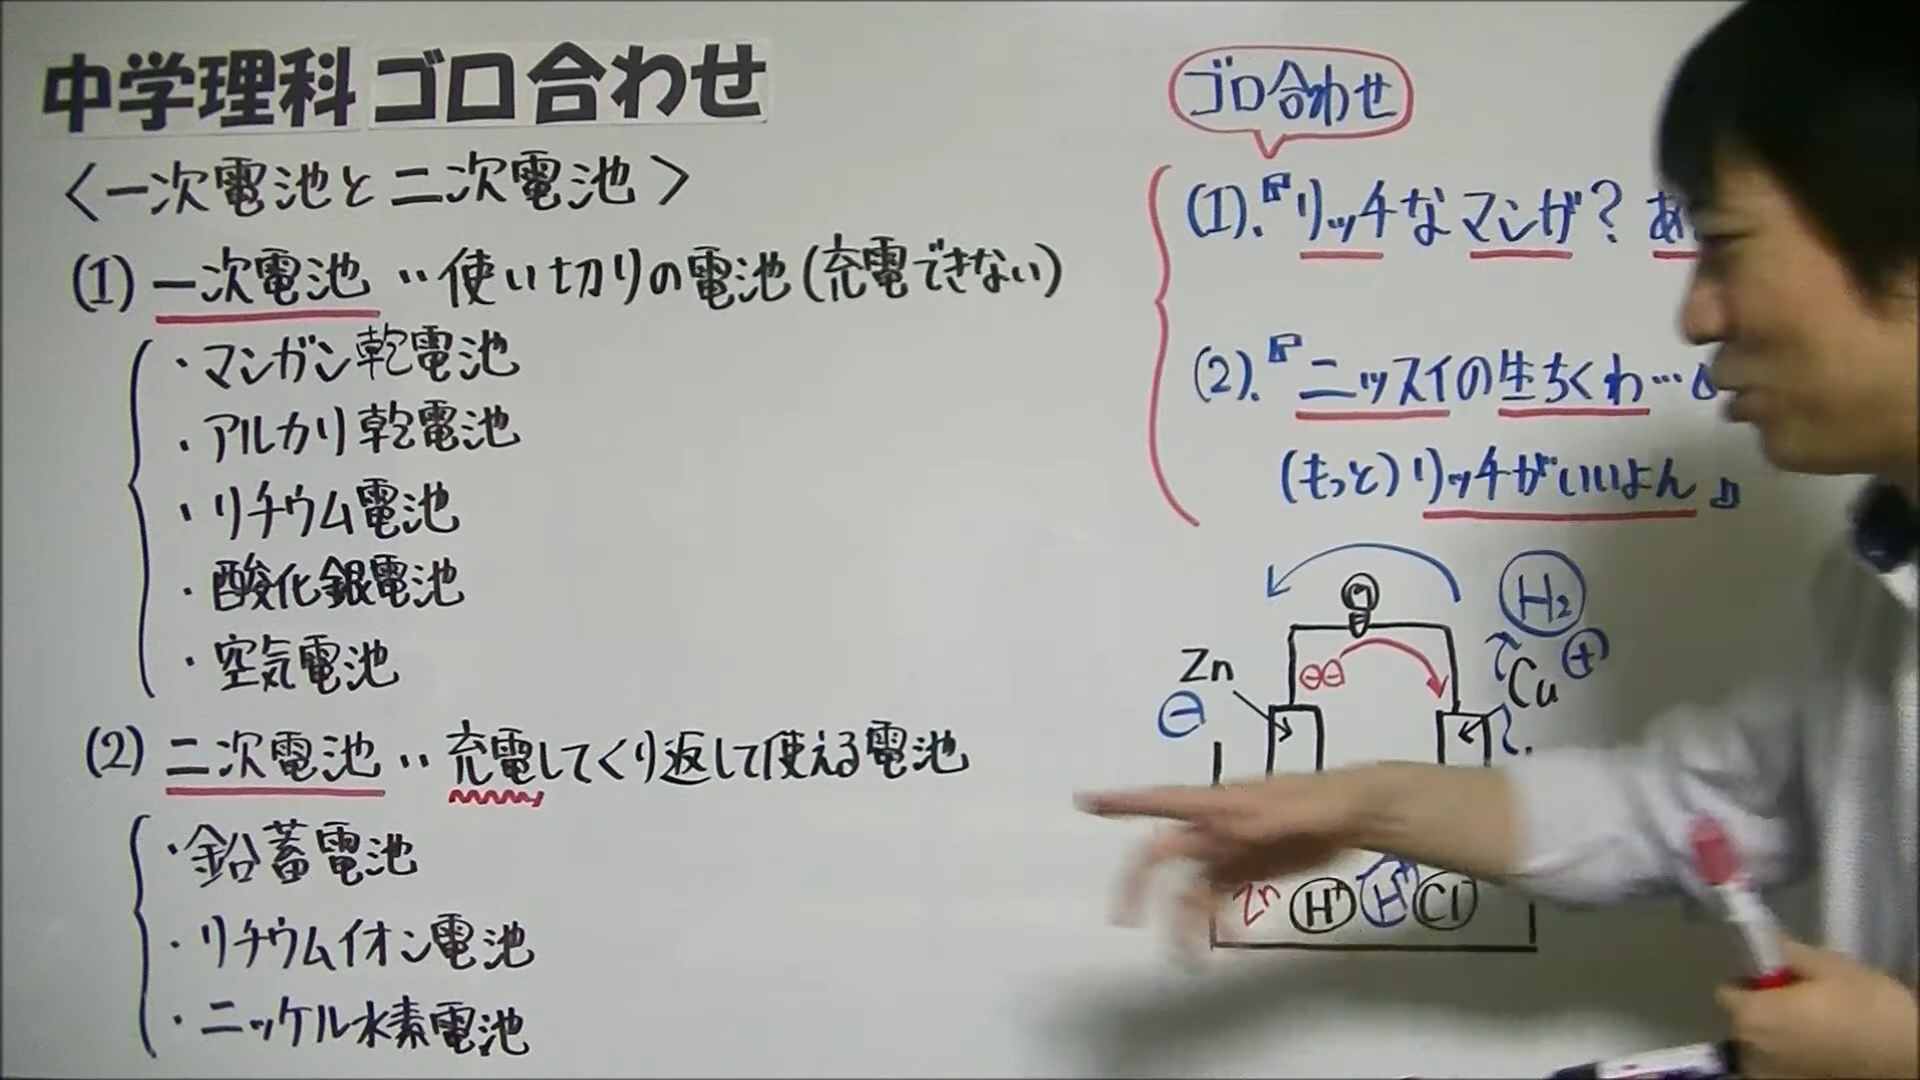 中学理科 ゴロ合わせ
〈一次電池と二次電池〉
(1) 一次電池‥使い切りの電池(充電できない)
・マンガン乾電池
・アルカリ乾電池
・リチウム電池
・酸化銀電池
・空気電池
(2) 二次電池‥充電してくり返して使える電池
・鉛蓄電池
・リチウムイオン電池
・ニッケル水素電池
ゴロ合わせ
(1).『リッチなマンガ? あ
(2).『ニッスイの生ちくわ…
(もっと)リッチがいいよん♪
H₂
Zn
⊖⊖
Cu
⊕
⊖
Zn H⁺ H⁺ Cl